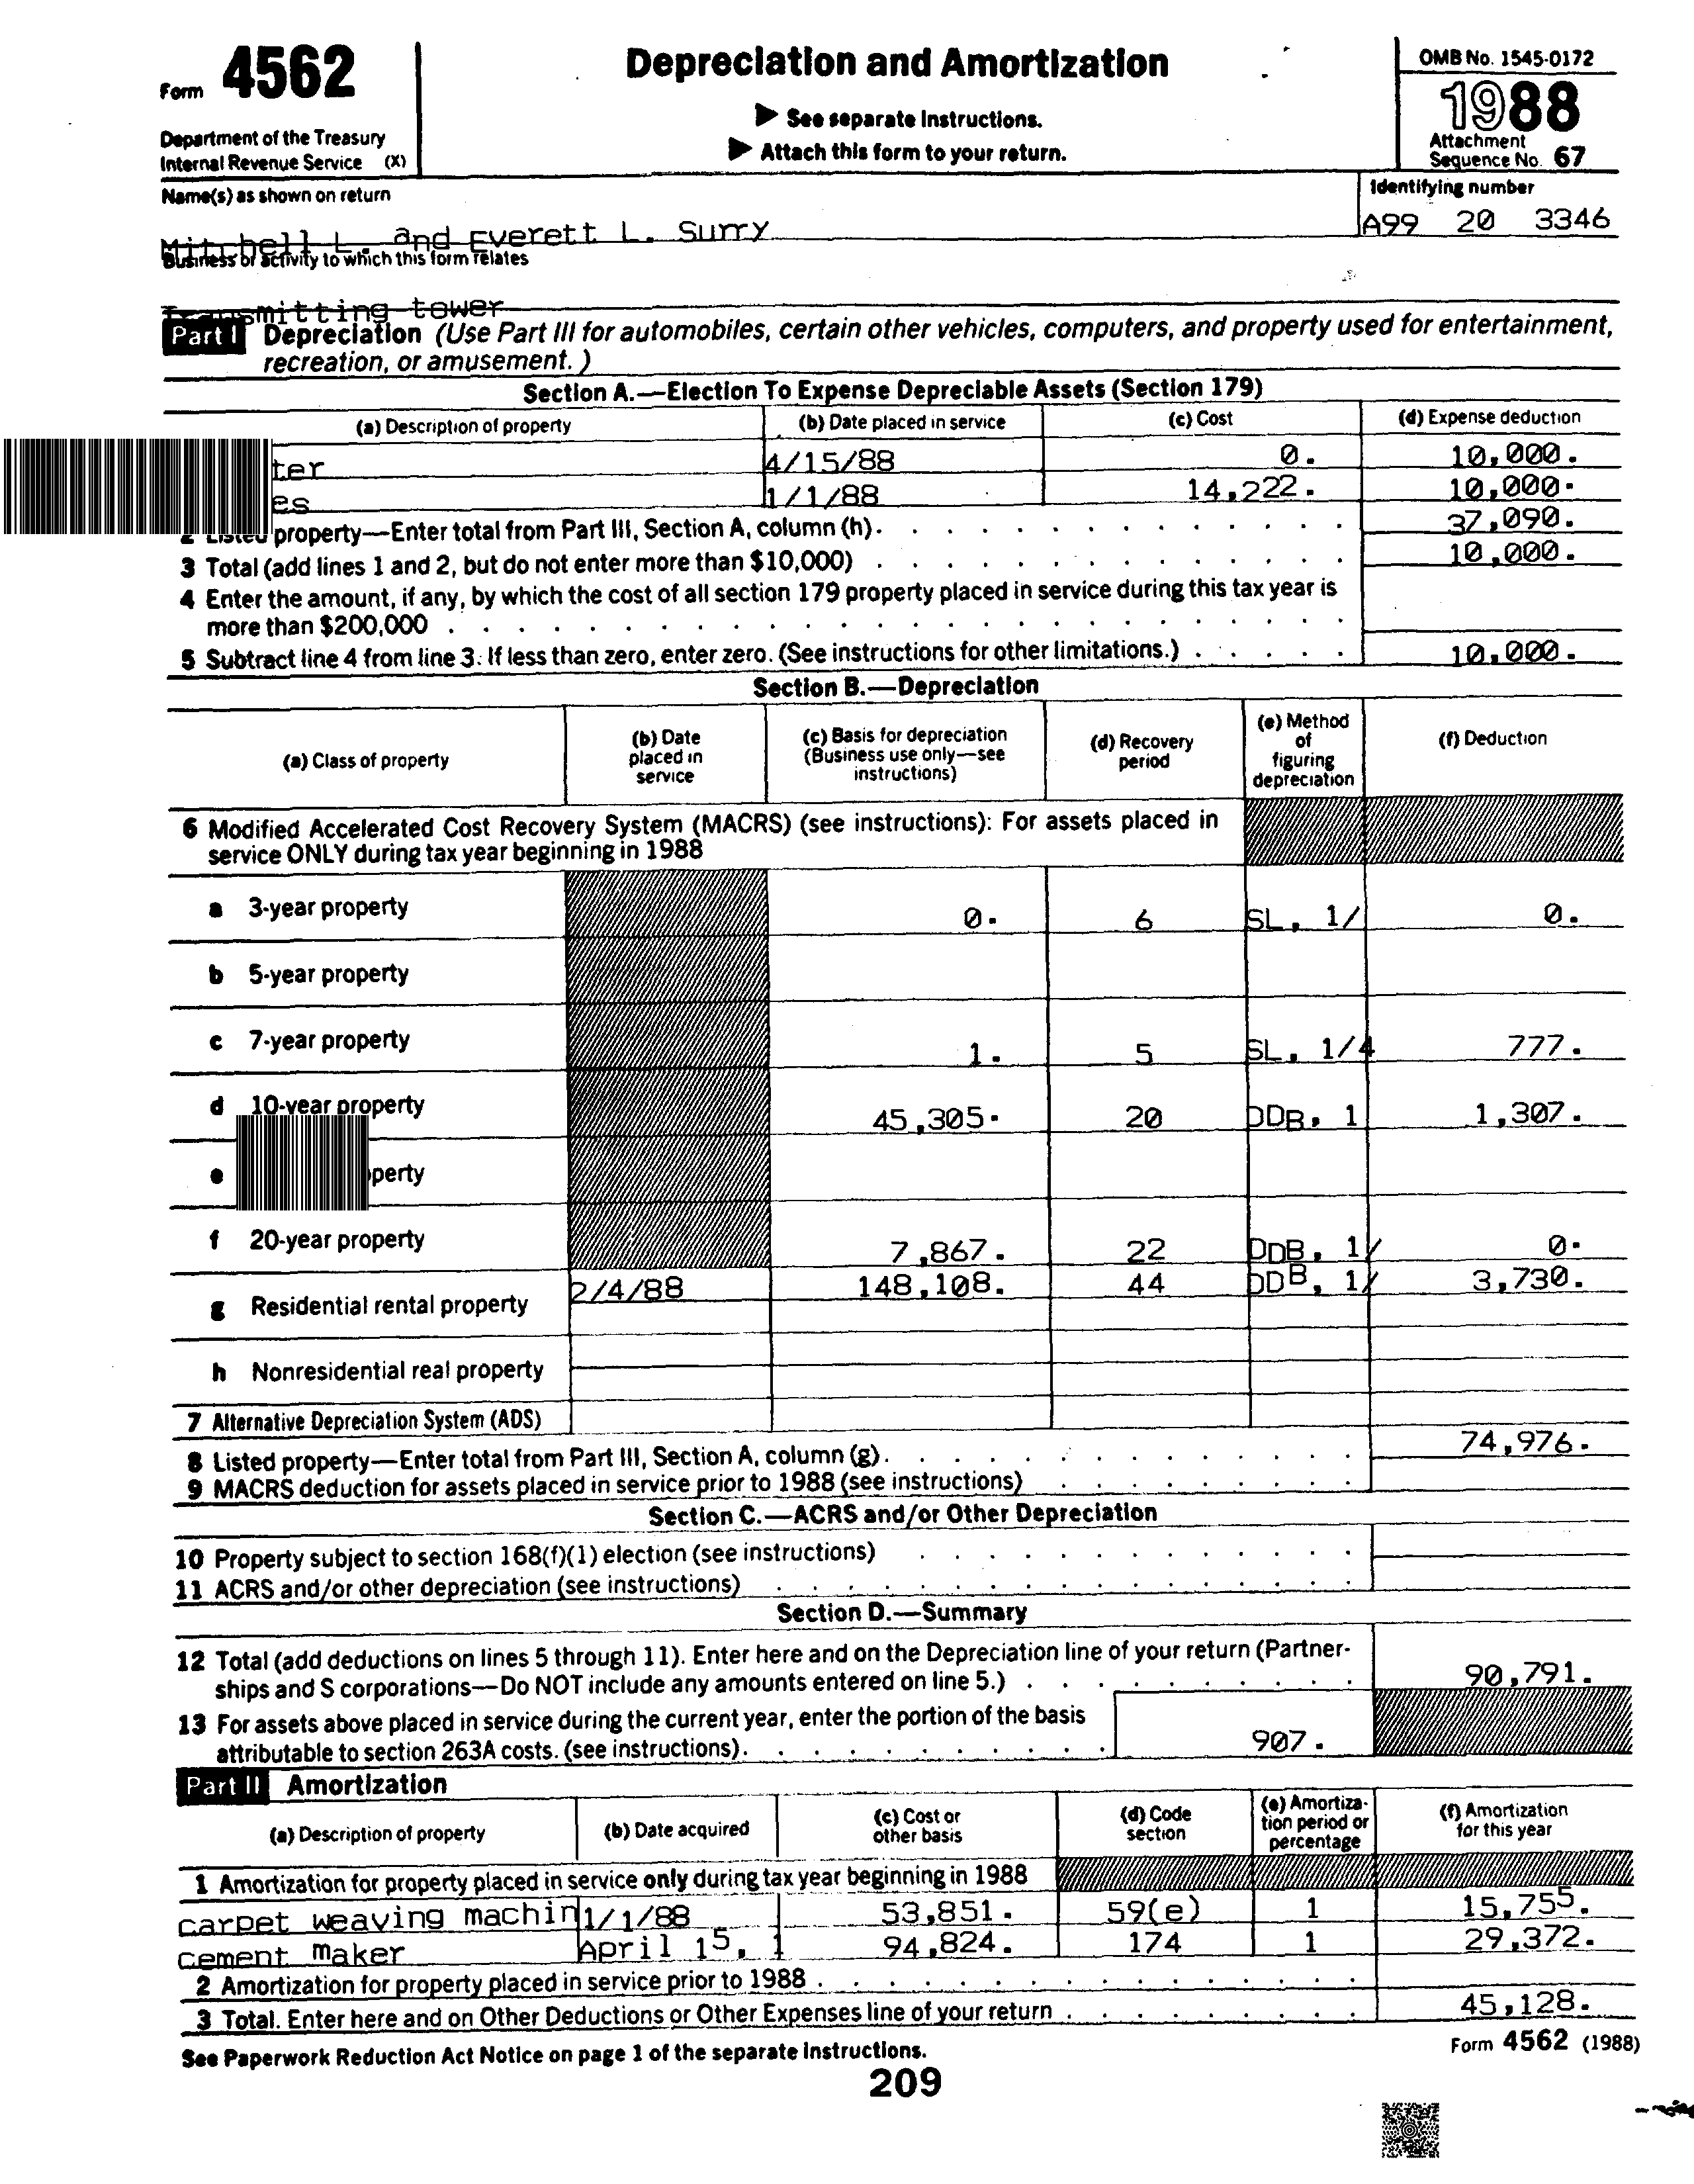 Form 4562
Department of the Treasury
Internal Revenue Service (X)
Depreciation and Amortization
▶ See separate instructions.
▶ Attach this form to your return.
OMB No. 1545-0172
1988
Attachment
Sequence No. 67
Name(s) as shown on return
Identifying number
Mitchell L. and Everett L. Surry
A99 20 3346
Business or activity to which this form relates
Transmitting tower
Part I Depreciation (Use Part III for automobiles, certain other vehicles, computers, and property used for entertainment,
recreation, or amusement.)
Section A.—Election To Expense Depreciable Assets (Section 179)
(a) Description of property (b) Date placed in service (c) Cost (d) Expense deduction
ter 4/15/88 0. 10,000.
es 1/1/88 14,222. 10,000.
2 Listed property—Enter total from Part III, Section A, column (h). 37,090.
3 Total (add lines 1 and 2, but do not enter more than $10,000) 10,000.
4 Enter the amount, if any, by which the cost of all section 179 property placed in service during this tax year is
more than $200,000
5 Subtract line 4 from line 3. If less than zero, enter zero. (See instructions for other limitations.) 10,000.
Section B.—Depreciation
(a) Class of property
(b) Date
placed in
service
(c) Basis for depreciation
(Business use only—see
instructions)
(d) Recovery
period
(e) Method
of
figuring
depreciation
(f) Deduction
6 Modified Accelerated Cost Recovery System (MACRS) (see instructions): For assets placed in
service ONLY during tax year beginning in 1988
a 3-year property 0. 6 SL, 1/ 0.
b 5-year property
c 7-year property 1. 5 SL, 1/4 777.
d 10-year property 45,305. 20 DDB, 1 1,307.
e perty
f 20-year property 7,867. 22 DDB, 1/ 0.
2/4/88 148,108. 44 DDB, 1/ 3,730.
g Residential rental property
h Nonresidential real property
7 Alternative Depreciation System (ADS)
8 Listed property—Enter total from Part III, Section A, column (g). 74,976.
9 MACRS deduction for assets placed in service prior to 1988 (see instructions)
Section C.—ACRS and/or Other Depreciation
10 Property subject to section 168(f)(1) election (see instructions)
11 ACRS and/or other depreciation (see instructions)
Section D.—Summary
12 Total (add deductions on lines 5 through 11). Enter here and on the Depreciation line of your return (Partner-
ships and S corporations—Do NOT include any amounts entered on line 5.) 90,791.
13 For assets above placed in service during the current year, enter the portion of the basis
attributable to section 263A costs. (see instructions). 907.
Part II Amortization
(a) Description of property
(b) Date acquired
(c) Cost or
other basis
(d) Code
section
(e) Amortiza-
tion period or
percentage
(f) Amortization
for this year
1 Amortization for property placed in service only during tax year beginning in 1988
carpet weaving machin 1/1/88 53,851. 59(e) 1 15,755.
cement maker April 15, 1 94,824. 174 1 29,372.
2 Amortization for property placed in service prior to 1988
3 Total. Enter here and on Other Deductions or Other Expenses line of your return 45,128.
See Paperwork Reduction Act Notice on page 1 of the separate instructions.
Form 4562 (1988)
209